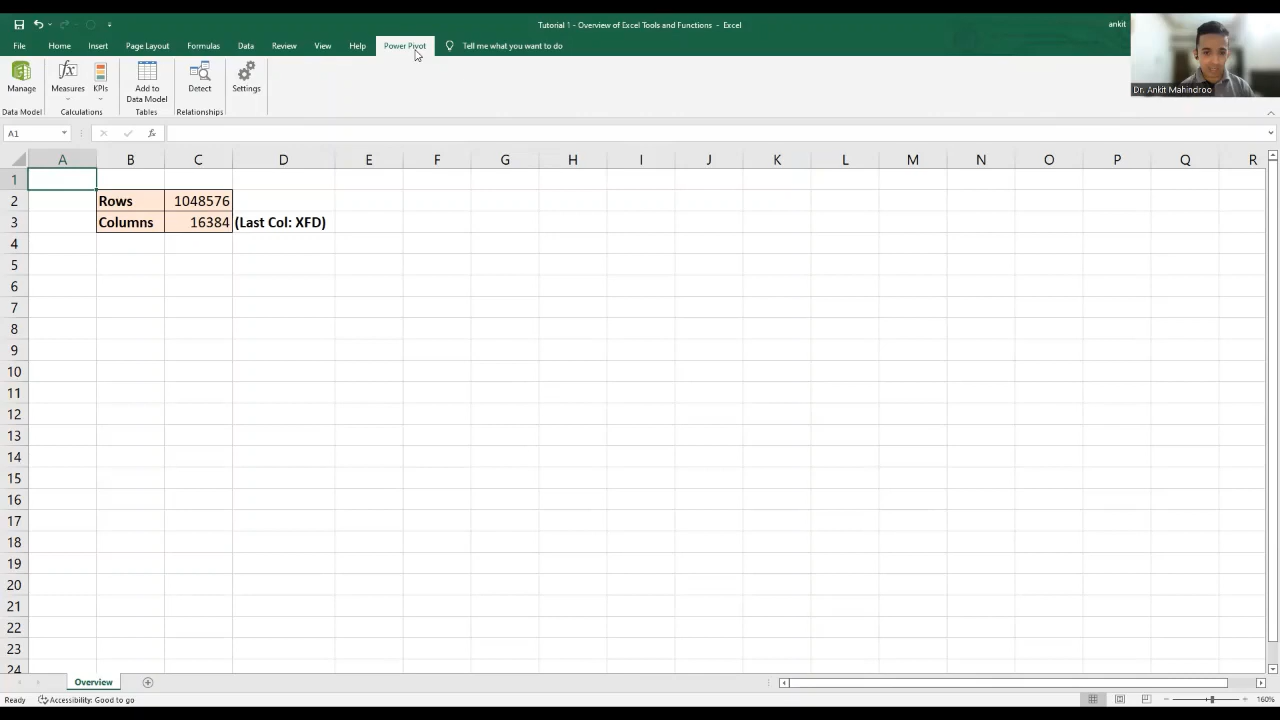 Tutorial 1 - Overview of Excel Tools and Functions - Excel
ankit
File Home Insert Page Layout Formulas Data Review View Help Power Pivot Tell me what you want to do
Manage Measures KPIs Add to Data Model Detect Settings
Data Model Calculations Tables Relationships
Dr. Ankit Mahindroo
A1 fx
A B C D E F G H I J K L M N O P Q R
1
2 Rows 1048576
3 Columns 16384 (Last Col: XFD)
4
5
6
7
8
9
10
11
12
13
14
15
16
17
18
19
20
21
22
23
24
Overview
Ready Accessibility: Good to go 160%